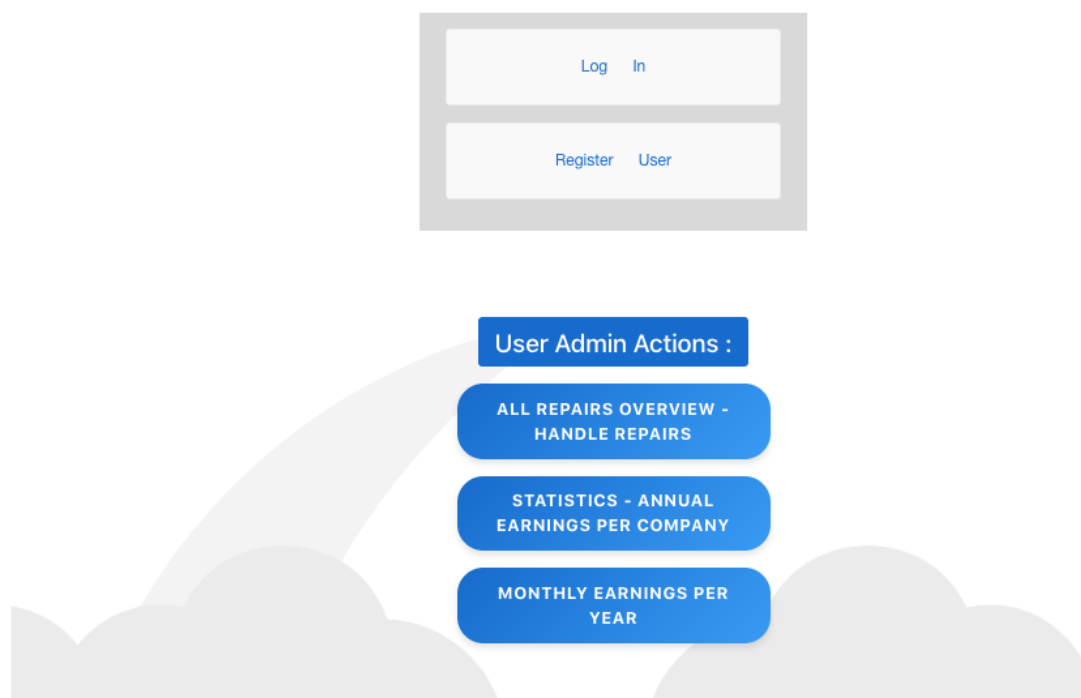 Log In
Register User
User Admin Actions :
ALL REPAIRS OVERVIEW -
HANDLE REPAIRS
STATISTICS - ANNUAL
EARNINGS PER COMPANY
MONTHLY EARNINGS PER
YEAR